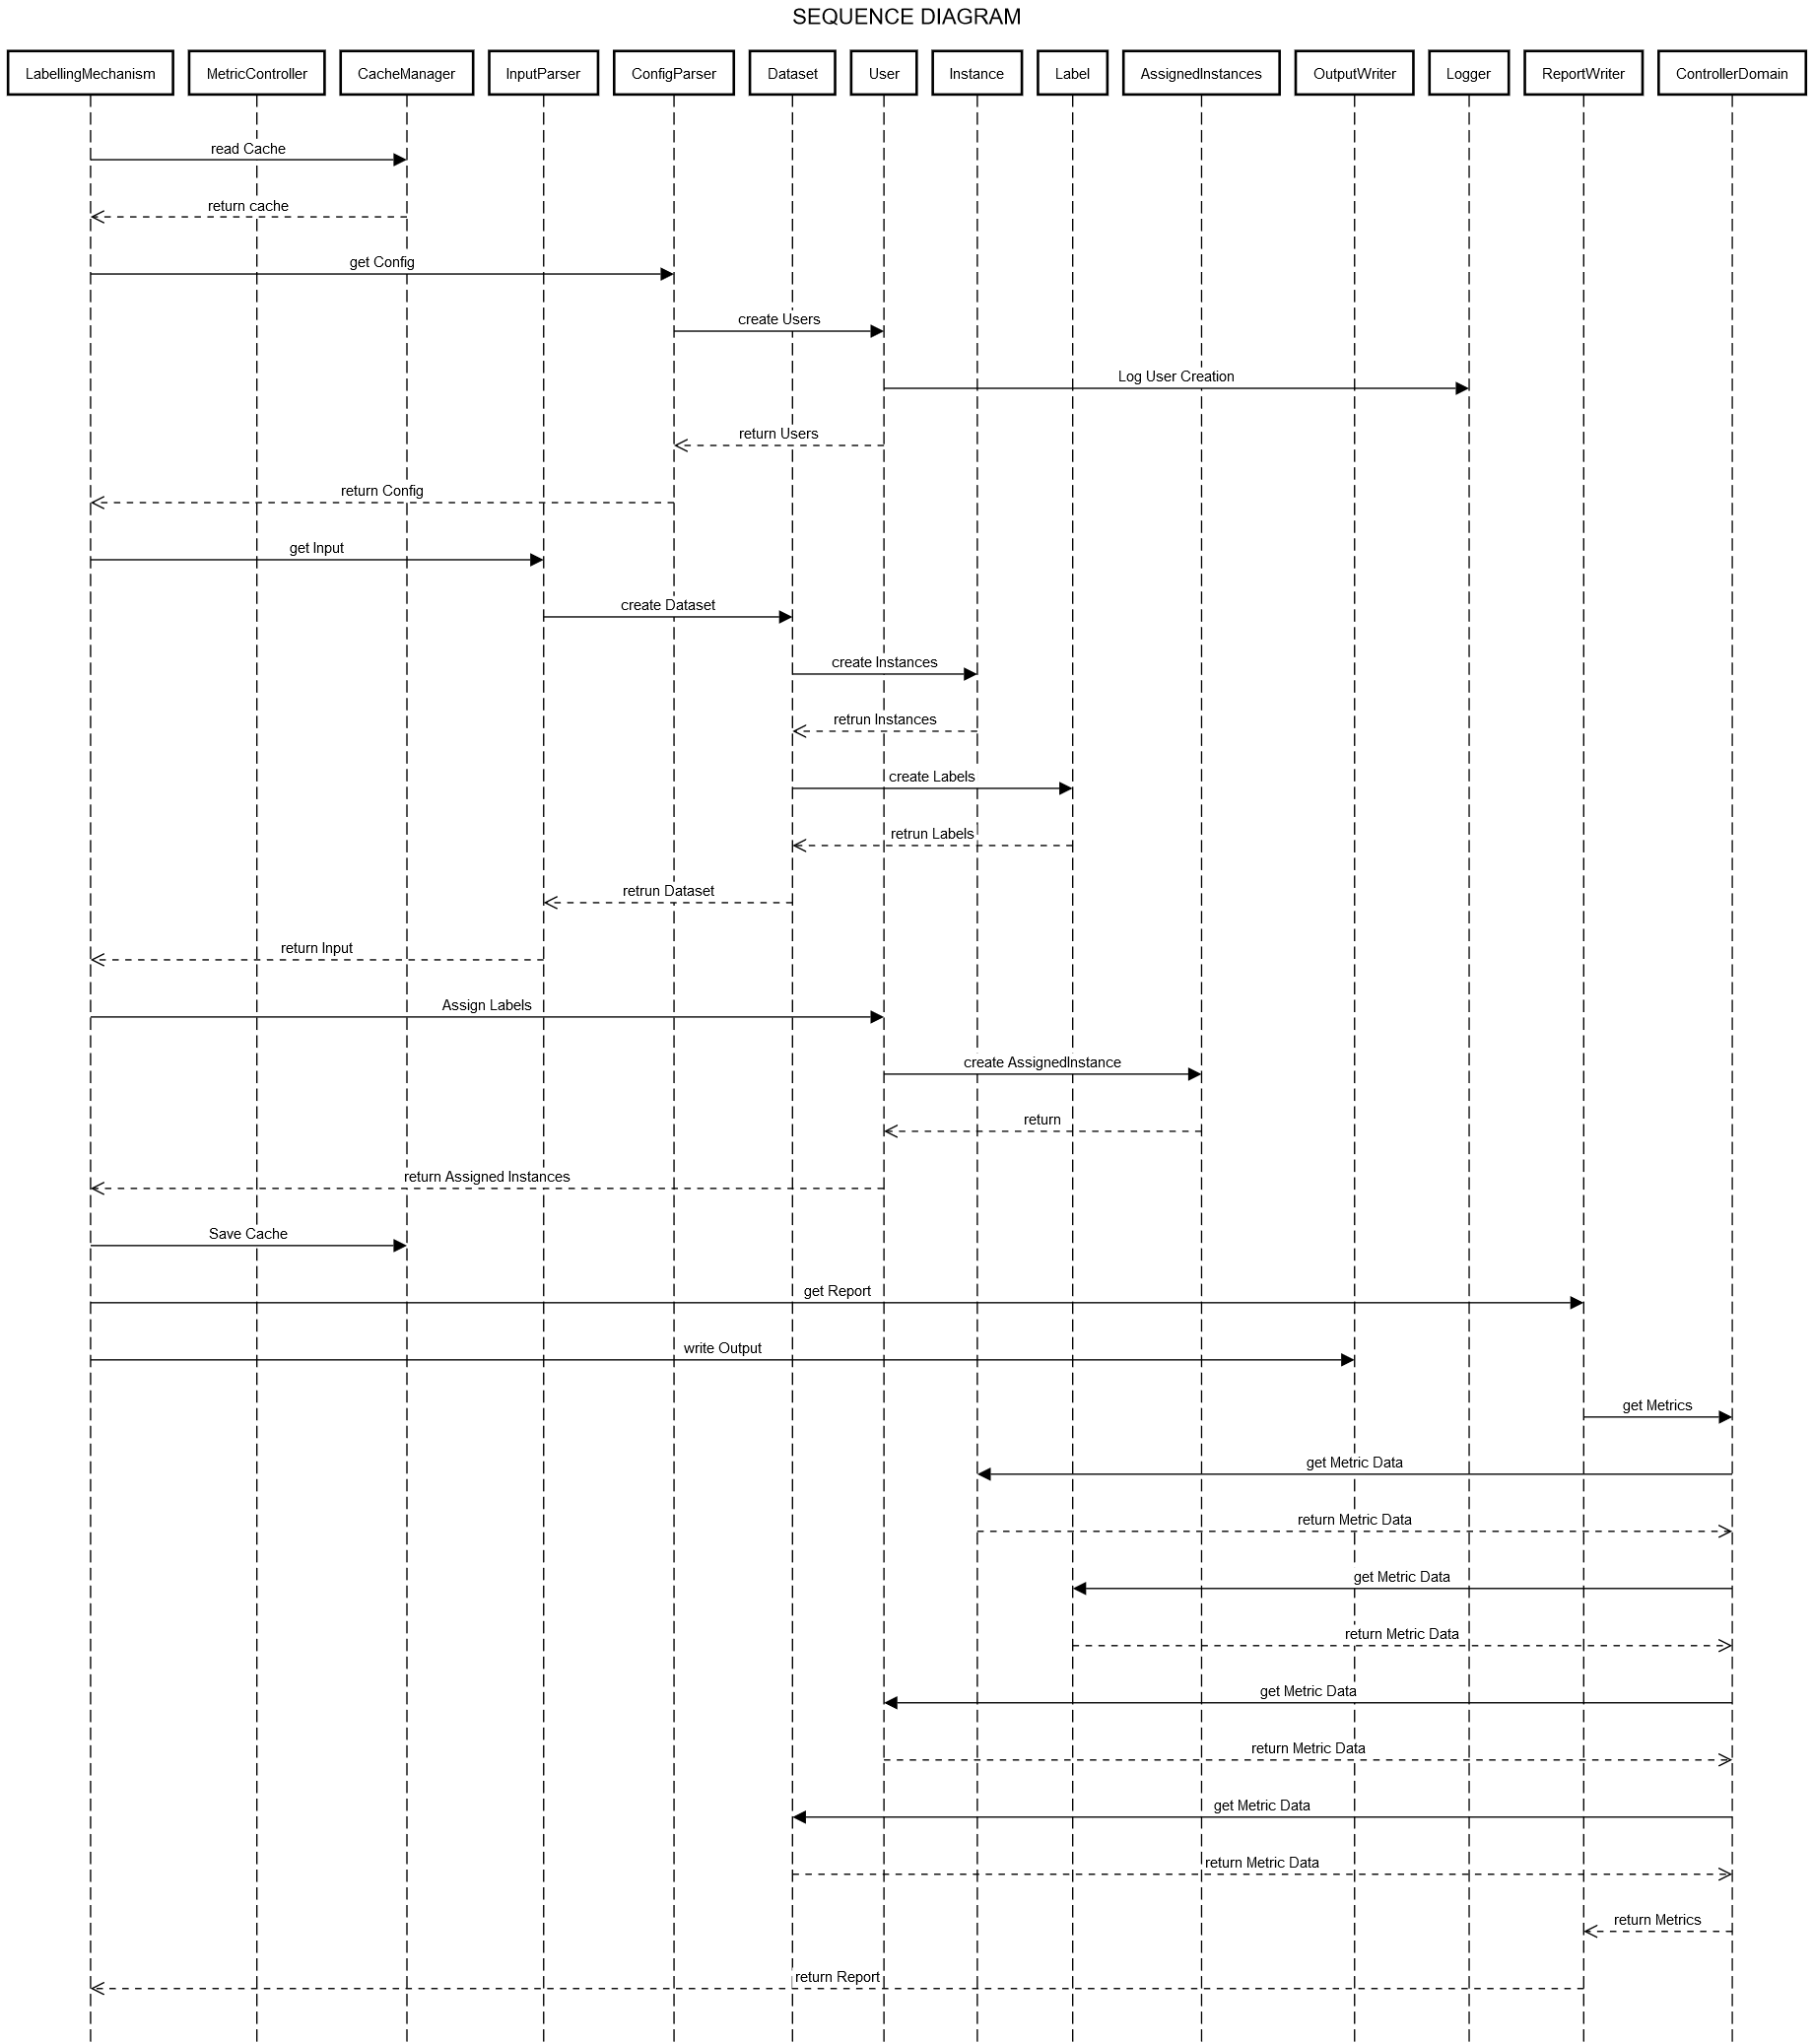 SEQUENCE DIAGRAM
LabellingMechanism
MetricController
CacheManager
InputParser
ConfigParser
Dataset
User
Instance
Label
AssignedInstances
OutputWriter
Logger
ReportWriter
ControllerDomain
read Cache
return cache
get Config
create Users
Log User Creation
return Users
return Config
get Input
create Dataset
create Instances
retrun Instances
create Labels
retrun Labels
retrun Dataset
return Input
Assign Labels
create AssignedInstance
return
return Assigned Instances
Save Cache
get Report
write Output
get Metrics
get Metric Data
return Metric Data
get Metric Data
return Metric Data
get Metric Data
return Metric Data
get Metric Data
return Metric Data
return Metrics
return Report